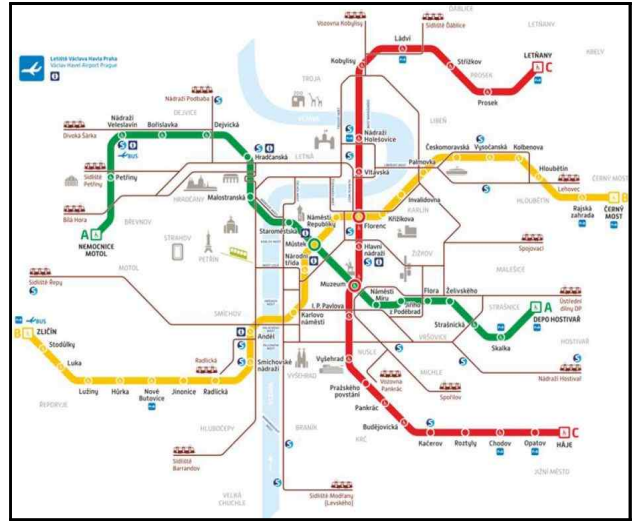 Letiště Václava Havla Praha
Václav Havel Airport Prague
Vozovna Kobylisy
Sídliště Ďáblice
ĎÁBLICE
LETŇANY
KBELY
Ládví
Kobylisy
Střížkov
LETŇANY C
PROSEK
Prosek
TROJA
Nádraží Podbaba
DEJVICE
Nádraží
Veleslavín
Bořislavka
Dejvická
Divoká Šárka
BUS
Hradčanská
LETNÁ
Nádraží
Holešovice
LIBEŇ
Sídliště
Petřiny
Petřiny
HRADČANY
Malostranská
Vltavská
Palmovka
Českomoravská
Vysočanská
Kolbenova
Hloubětín
Lehovec
HLOUBĚTÍN
ČERNÝ MOST
Rajská
zahrada
ČERNÝ
MOST
B
Bílá Hora
BŘEVNOV
A
NEMOCNICE
MOTOL
STRAHOV
PETŘÍN
MOTOL
Staroměstská
Můstek
Náměstí
Republiky
Florenc
Křižíkova
Invalidovna
KARLÍN
Národní
třída
Hlavní
nádraží
ŽIŽKOV
Spojovací
MALEŠICE
Muzeum
Náměstí
Míru
Jiřího
z Poděbrad
Flora
Želivského
STRAŠNICE
Strašnická
Skalka
Ústřední
dílny DP
A
DEPO HOSTIVAŘ
HOSTIVAŘ
Nádraží Hostivař
Sídliště Řepy
SMÍCHOV
I. P. Pavlova
Karlovo
náměstí
VRŠOVICE
BUS
B ZLIČÍN
Stodůlky
Luka
Lužiny
Hůrka
Nové
Butovice
Jinonice
Radlická
Radlická
Anděl
Smíchovské
nádraží
ŘEPORYJE
HLUBOČEPY
Sídliště
Barrandov
VELKÁ
CHUCHLE
VYŠEHRAD
Vyšehrad
NUSLE
Vozovna
Pankrác
MICHLE
Spořilov
Pražského
povstání
Pankrác
Budějovická
BRANÍK
KRČ
Kačerov
Roztyly
Chodov
Opatov
C
HÁJE
JIŽNÍ MĚSTO
Sídliště Modřany
(Levského)